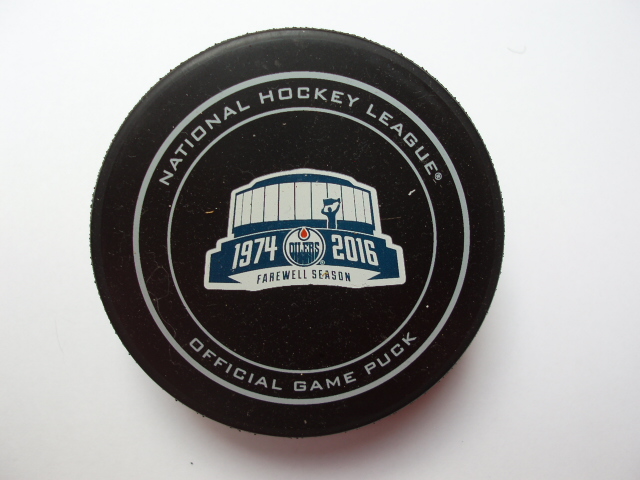 NATIONAL HOCKEY LEAGUE®
1974 OILERS 2016
FAREWELL SEASON
OFFICIAL GAME PUCK